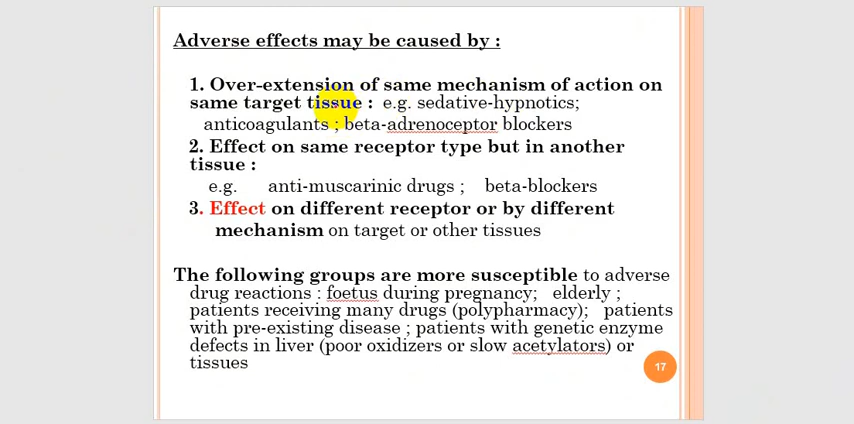 Adverse effects may be caused by :
1. Over-extension of same mechanism of action on
same target tissue : e.g. sedative-hypnotics;
anticoagulants ; beta-adrenoceptor blockers
2. Effect on same receptor type but in another
tissue :
e.g. anti-muscarinic drugs ; beta-blockers
3. Effect on different receptor or by different
mechanism on target or other tissues
The following groups are more susceptible to adverse
drug reactions : foetus during pregnancy; elderly ;
patients receiving many drugs (polypharmacy); patients
with pre-existing disease ; patients with genetic enzyme
defects in liver (poor oxidizers or slow acetylators) or
tissues
17